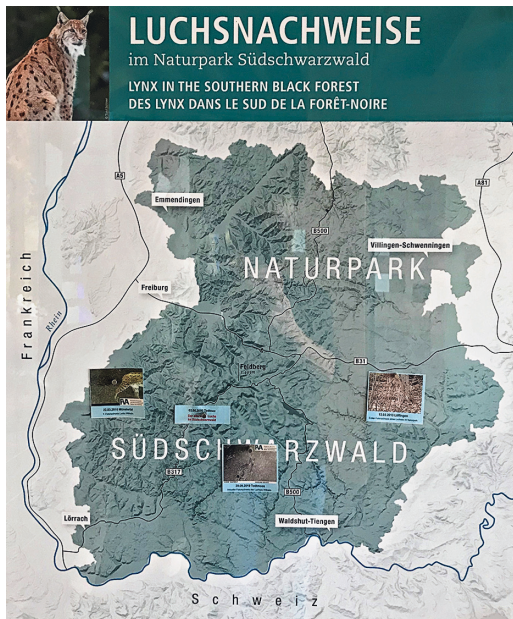 LUCHSNACHWEISE
im Naturpark Südschwarzwald
LYNX IN THE SOUTHERN BLACK FOREST
DES LYNX DANS LE SUD DE LA FORÊT-NOIRE
A5
A81
Emmendingen
B500
Villingen-Schwenningen
Frankreich
NATURPARK
Freiburg
Rhein
B31
Feldberg
SÜDSCHWARZWALD
B317
B500
Lörrach
Waldshut-Tiengen
Schweiz